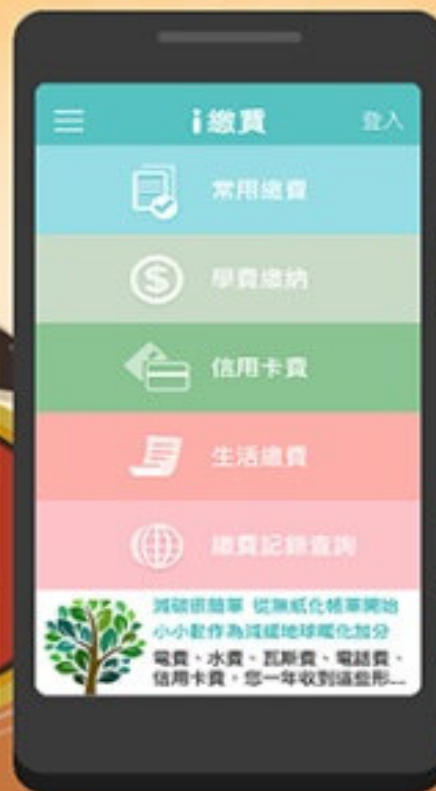 i繳費
登入
常用繳費
學費繳納
信用卡費
生活繳費
繳費記錄查詢
減碳很簡單 從無紙化帳單開始
小小動作為減緩地球暖化加分
電費、水費、瓦斯費、電話費、
信用卡費，您一年收到這些形...